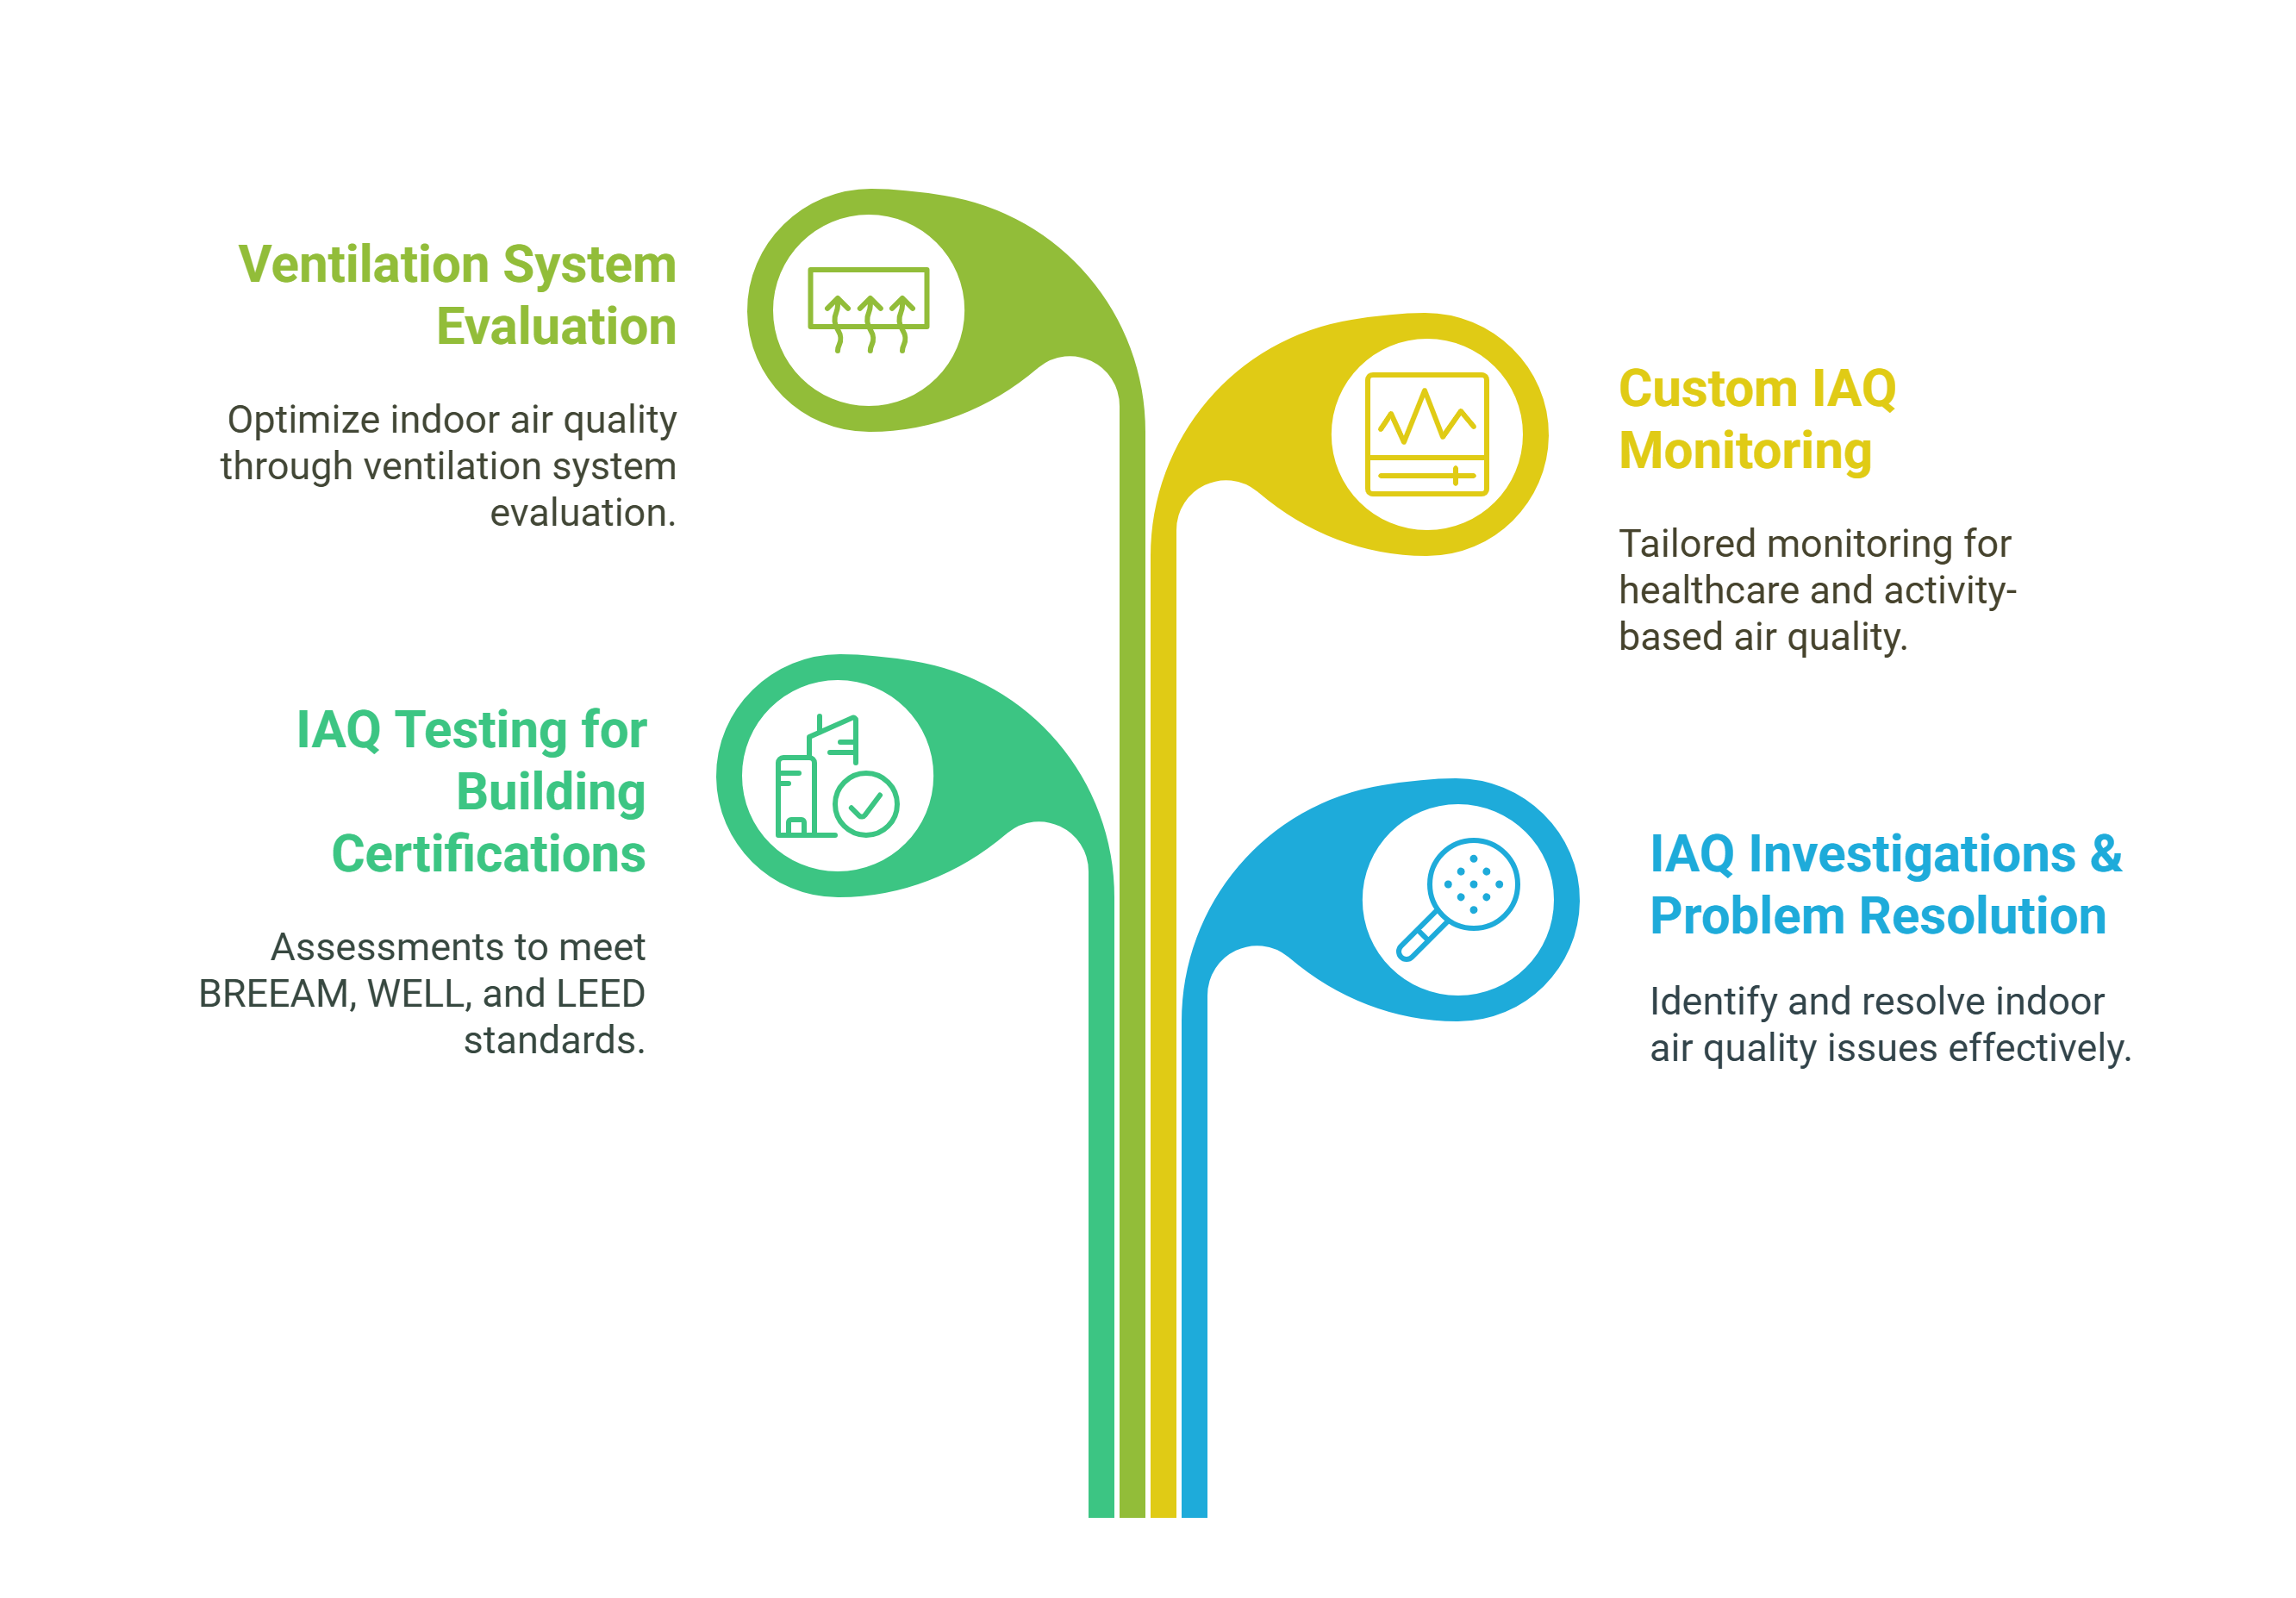 Ventilation System
Evaluation
Optimize indoor air quality
through ventilation system
evaluation.
Custom IAQ
Monitoring
Tailored monitoring for
healthcare and activity-
based air quality.
IAQ Testing for
Building
Certifications
Assessments to meet
BREEAM, WELL, and LEED
standards.
IAQ Investigations &
Problem Resolution
Identify and resolve indoor
air quality issues effectively.